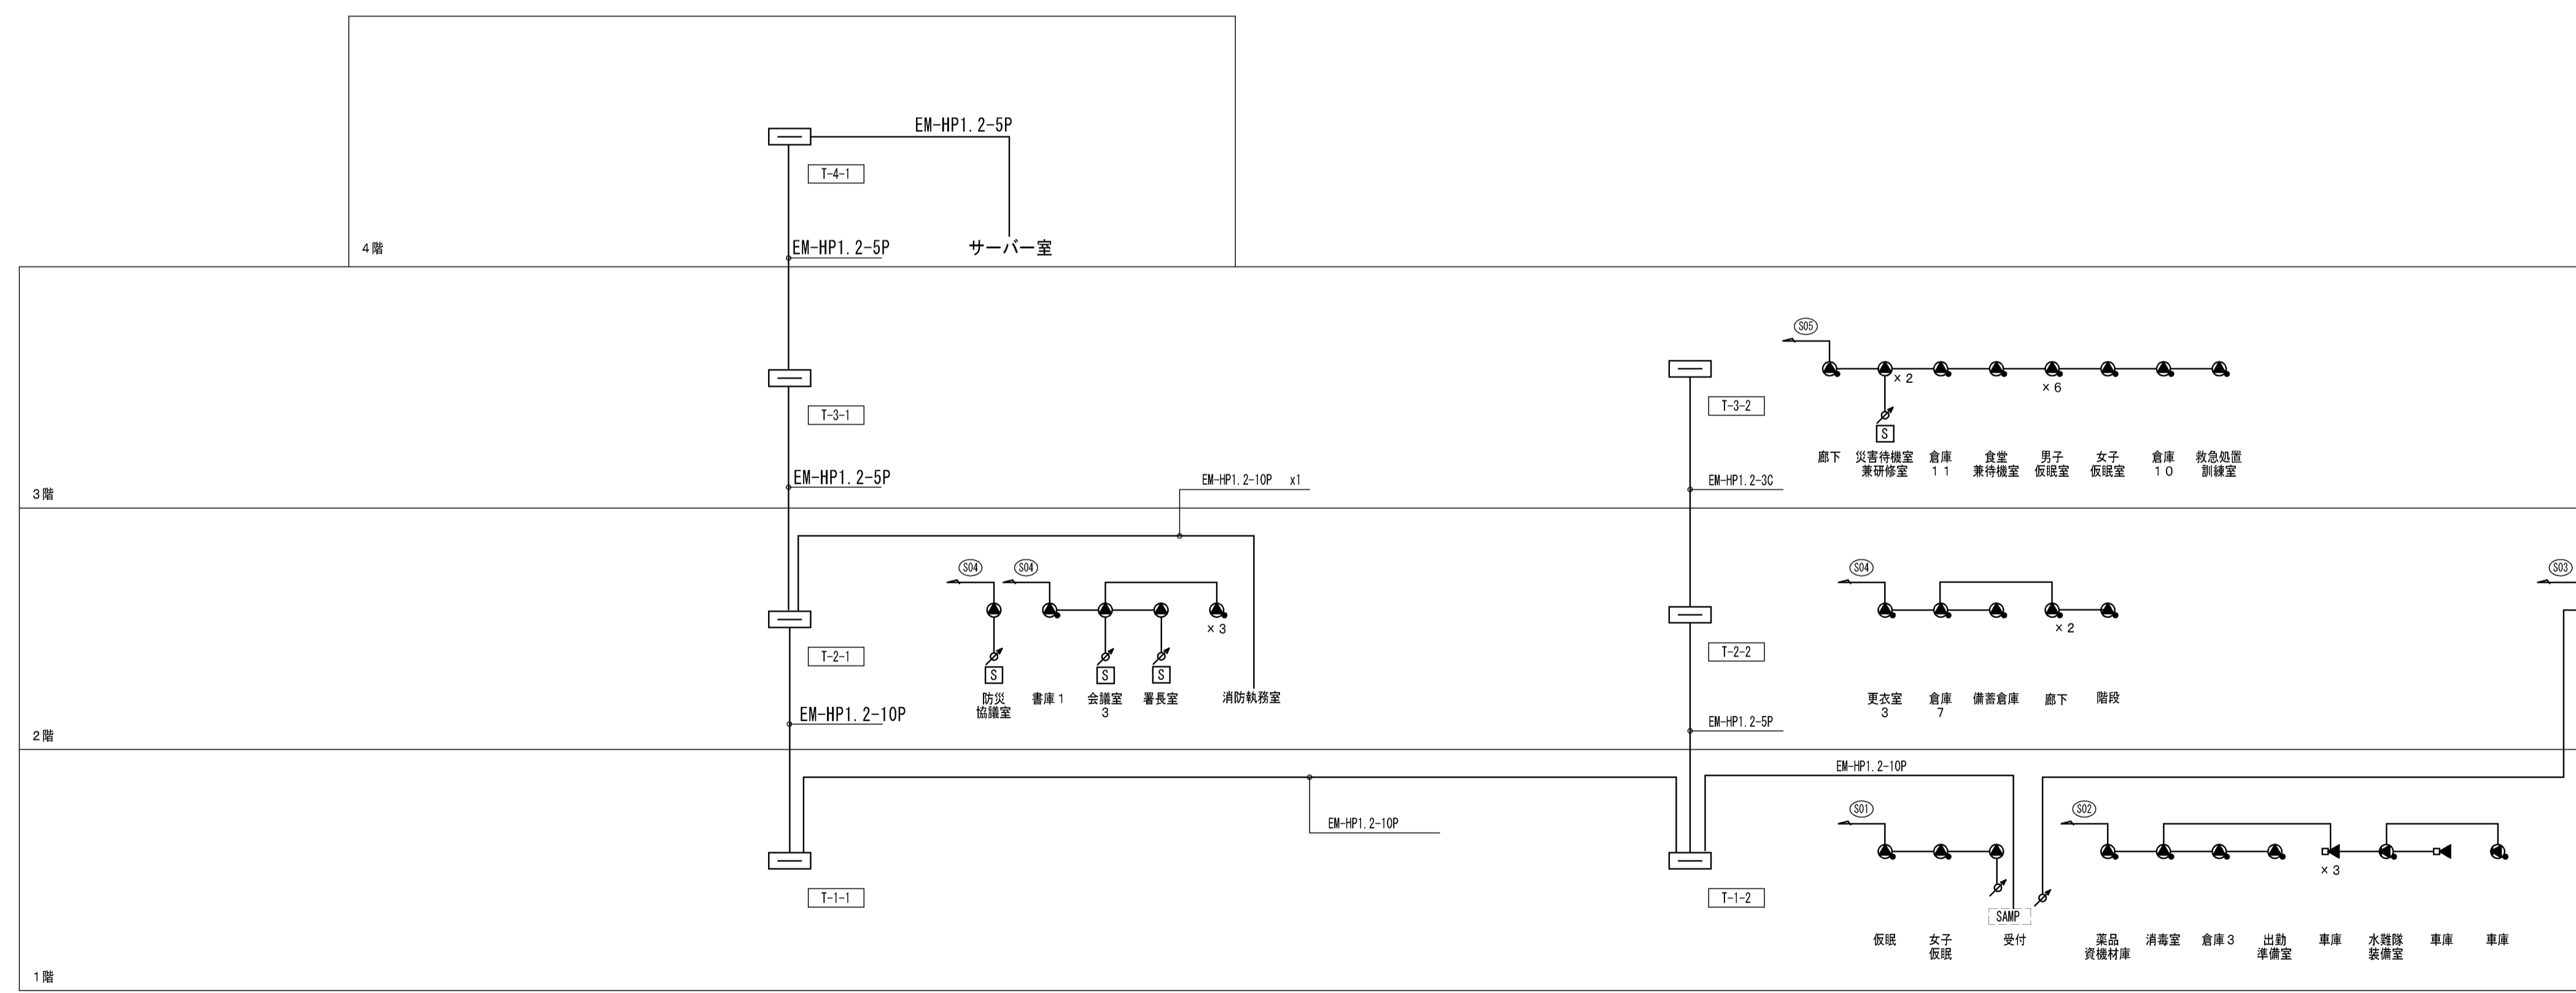 EM-HP1.2-5P
T-4-1
4階
EM-HP1.2-5P
サーバー室
S05
× 2
× 6
T-3-1
T-3-2
S
廊下
災害待機室
兼研修室
倉庫
11
食堂
兼待機室
男子
仮眠室
女子
仮眠室
倉庫
10
救急処置
訓練室
EM-HP1.2-5P
EM-HP1.2-10P x1
EM-HP1.2-3C
3階
S04
S04
S04
S03
× 3
× 2
T-2-1
T-2-2
S
S
S
防災
協議室
書庫1
会議室
3
署長室
消防執務室
更衣室
3
倉庫
7
備蓄倉庫
廊下
階段
EM-HP1.2-10P
EM-HP1.2-5P
2階
EM-HP1.2-10P
S01
S02
EM-HP1.2-10P
× 3
T-1-1
T-1-2
SAMP
仮眠
女子
仮眠
受付
薬品
資機材庫
消毒室
倉庫3
出動
準備室
車庫
水難隊
装備室
車庫
車庫
1階